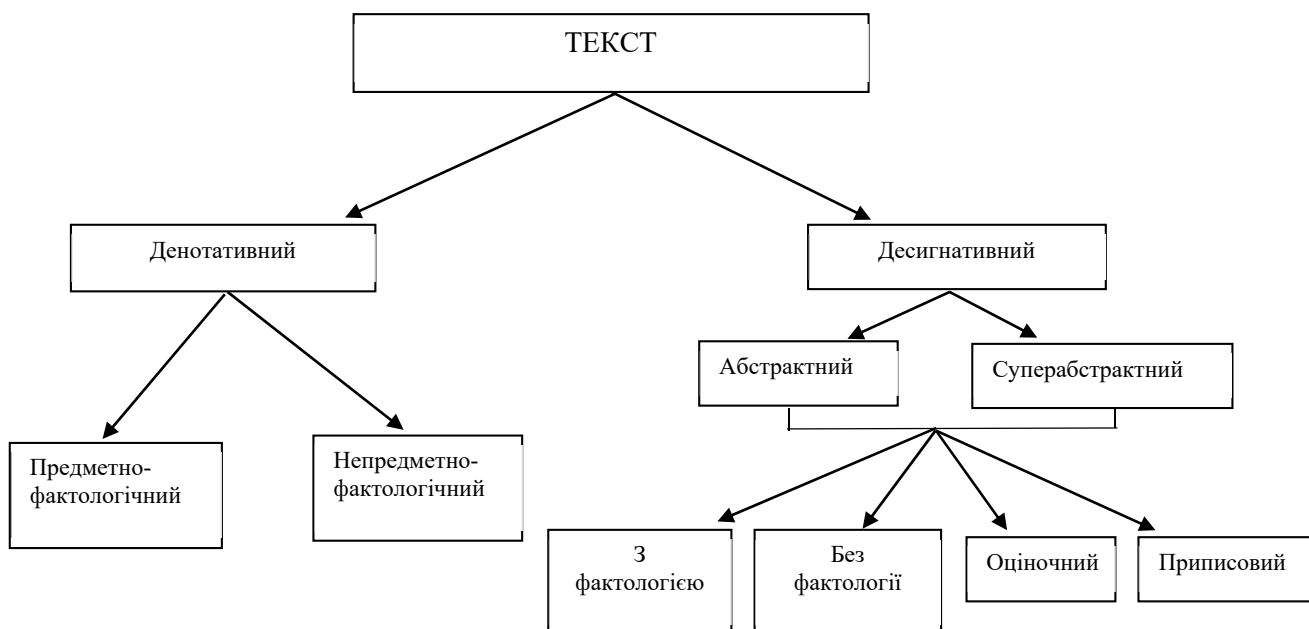 ТЕКСТ
Денотативний
Десигнативний
Абстрактний
Суперабстрактний
Предметно-
фактологічний
Непредметно-
фактологічний
З
фактологією
Без
фактології
Оціночний
Приписовий